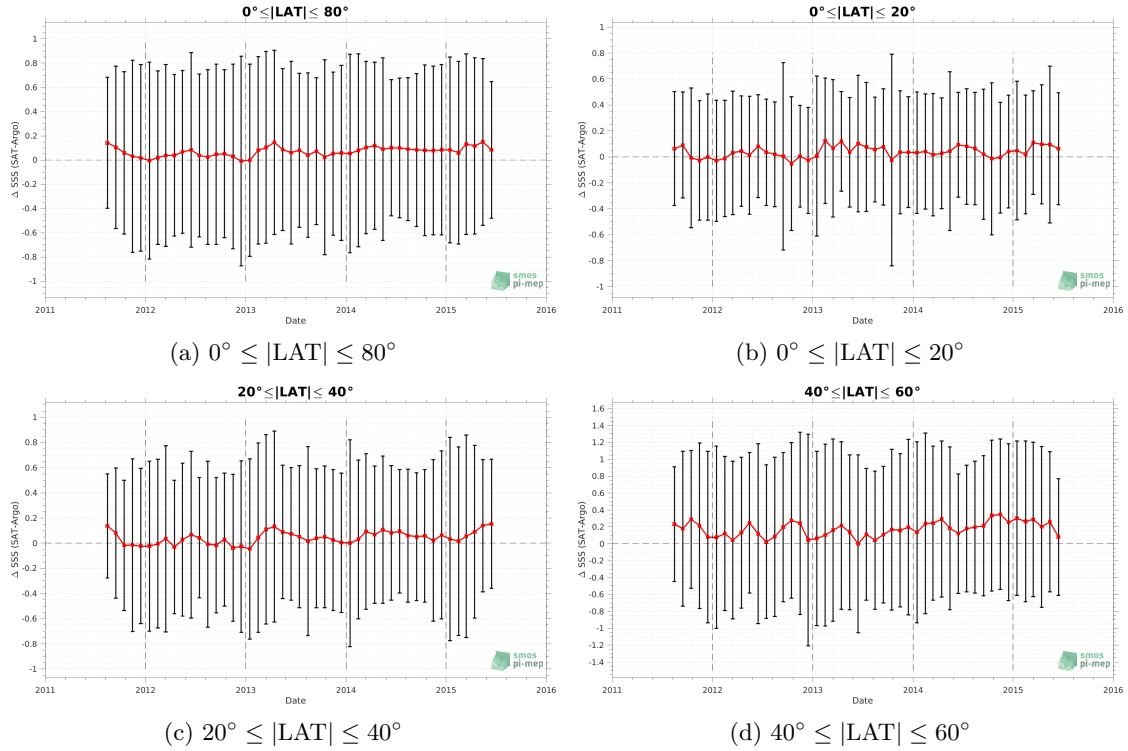 0°≤|LAT|≤ 80°
1
0.8
0.6
0.4
0.2
0
-0.2
-0.4
-0.6
-0.8
-1
Δ SSS (SAT-Argo)
2011 2012 2013 2014 2015 2016
Date
smos
pi-mep
(a) 0° ≤ |LAT| ≤ 80°
0°≤|LAT|≤ 20°
1
0.8
0.6
0.4
0.2
0
-0.2
-0.4
-0.6
-0.8
-1
Δ SSS (SAT-Argo)
2011 2012 2013 2014 2015 2016
Date
smos
pi-mep
(b) 0° ≤ |LAT| ≤ 20°
20°≤|LAT|≤ 40°
1
0.8
0.6
0.4
0.2
0
-0.2
-0.4
-0.6
-0.8
-1
Δ SSS (SAT-Argo)
2011 2012 2013 2014 2015 2016
Date
smos
pi-mep
(c) 20° ≤ |LAT| ≤ 40°
40°≤|LAT|≤ 60°
1.6
1.4
1.2
1
0.8
0.6
0.4
0.2
0
-0.2
-0.4
-0.6
-0.8
-1
-1.2
-1.4
Δ SSS (SAT-Argo)
2011 2012 2013 2014 2015 2016
Date
smos
pi-mep
(d) 40° ≤ |LAT| ≤ 60°